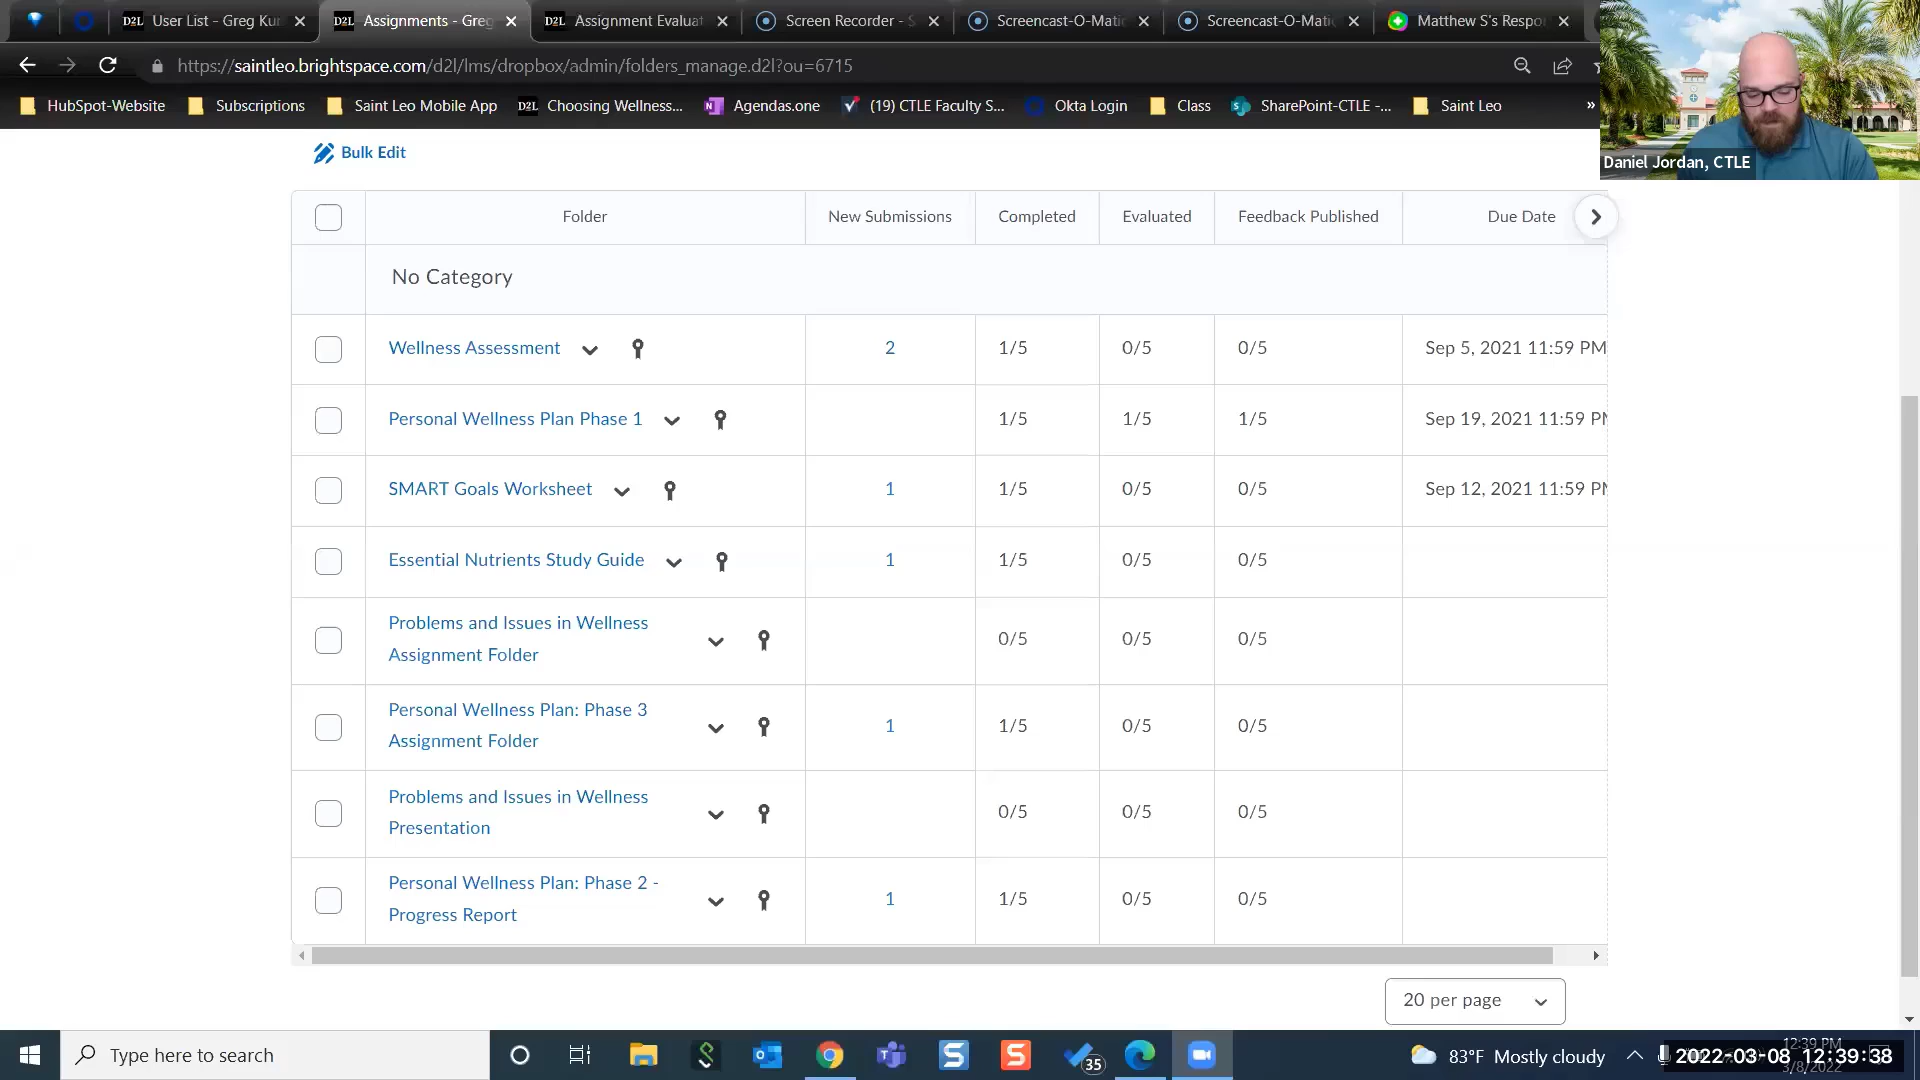 D2L User List - Greg Kur
D2L Assignments - Greg
D2L Assignment Evaluat
Screen Recorder - S
Screencast-O-Matic
Screencast-O-Matic
Matthew S's Respo
https://saintleo.brightspace.com/d2l/lms/dropbox/admin/folders_manage.d2l?ou=6715
HubSpot-Website
Subscriptions
Saint Leo Mobile App
D2L Choosing Wellness...
Agendas.one
(19) CTLE Faculty S...
Okta Login
Class
SharePoint-CTLE -...
Saint Leo
»
Daniel Jordan, CTLE
Bulk Edit
Folder New Submissions Completed Evaluated Feedback Published Due Date
No Category
Wellness Assessment 2 1/5 0/5 0/5 Sep 5, 2021 11:59 PM
Personal Wellness Plan Phase 1 1/5 1/5 1/5 Sep 19, 2021 11:59 PM
SMART Goals Worksheet 1 1/5 0/5 0/5 Sep 12, 2021 11:59 PM
Essential Nutrients Study Guide 1 1/5 0/5 0/5
Problems and Issues in Wellness
Assignment Folder
0/5 0/5 0/5
Personal Wellness Plan: Phase 3
Assignment Folder
1 1/5 0/5 0/5
Problems and Issues in Wellness
Presentation
0/5 0/5 0/5
Personal Wellness Plan: Phase 2 -
Progress Report
1 1/5 0/5 0/5
20 per page
Type here to search
35
83°F Mostly cloudy
12:39 PM
2022-03-08 12:39:38
3/8/2022